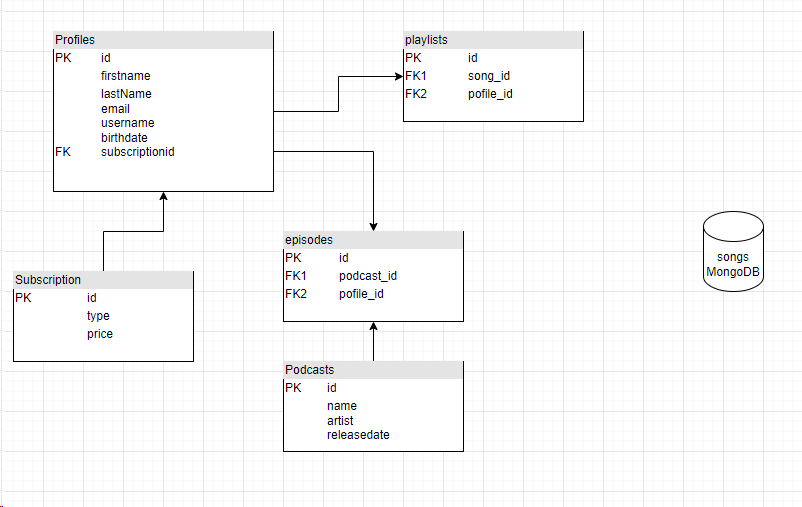 Profiles
PK id
firstname
lastName
email
username
birthdate
FK subscriptionid
playlists
PK id
FK1 song_id
FK2 pofile_id
episodes
PK id
FK1 podcast_id
FK2 pofile_id
songs
MongoDB
Subscription
PK id
type
price
Podcasts
PK id
name
artist
releasedate